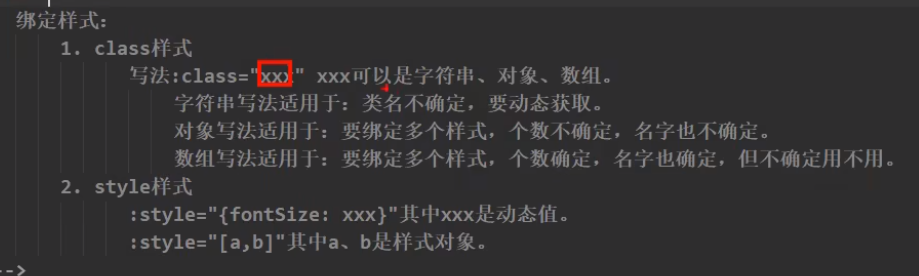 绑定样式：
1. class样式
写法:class="xxx" xxx可以是字符串、对象、数组。
字符串写法适用于：类名不确定，要动态获取。
对象写法适用于：要绑定多个样式，个数不确定，名字也不确定。
数组写法适用于：要绑定多个样式，个数确定，名字也确定，但不确定用不用。
2. style样式
:style="{fontSize: xxx}"其中xxx是动态值。
:style="[a,b]"其中a、b是样式对象。
-->